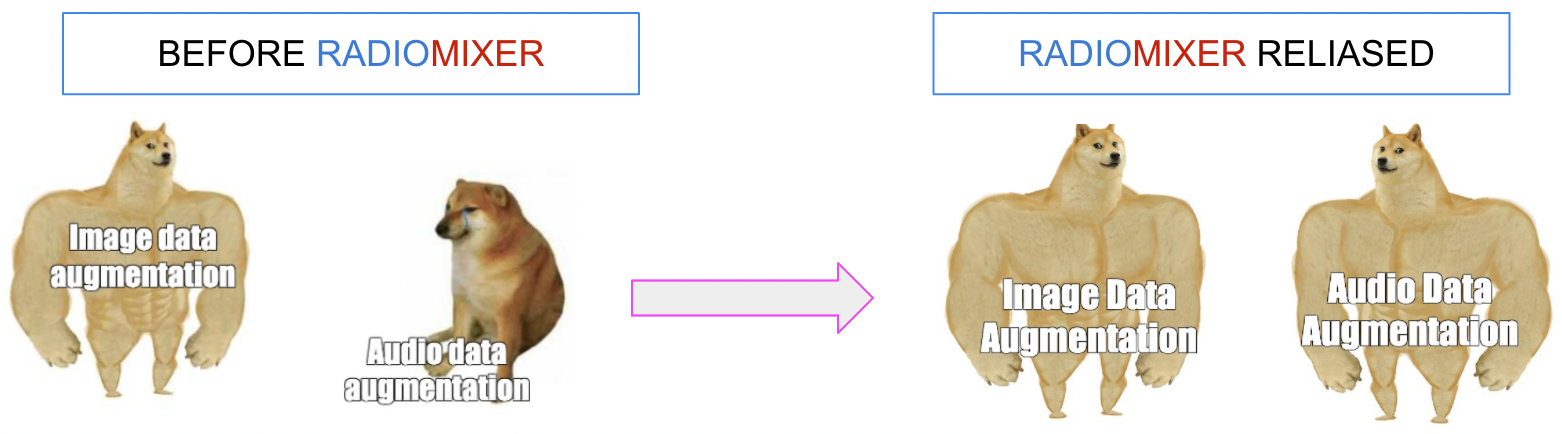 BEFORE RADIOMIXER
RADIOMIXER RELIASED
Image data
augmentation
Audio data
augmentation
Image Data
Augmentation
Audio Data
Augmentation